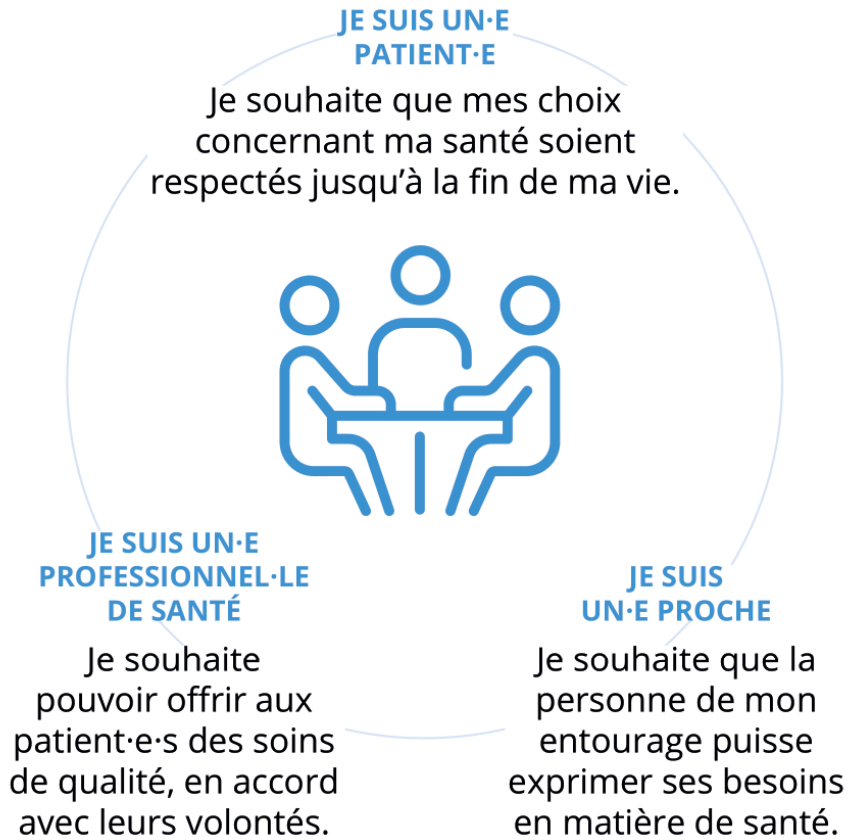 JE SUIS UN·E
PATIENT·E
Je souhaite que mes choix
concernant ma santé soient
respectés jusqu’à la fin de ma vie.
JE SUIS UN·E
PROFESSIONNEL·LE
DE SANTÉ
Je souhaite
pouvoir offrir aux
patient·e·s des soins
de qualité, en accord
avec leurs volontés.
JE SUIS
UN·E PROCHE
Je souhaite que la
personne de mon
entourage puisse
exprimer ses besoins
en matière de santé.